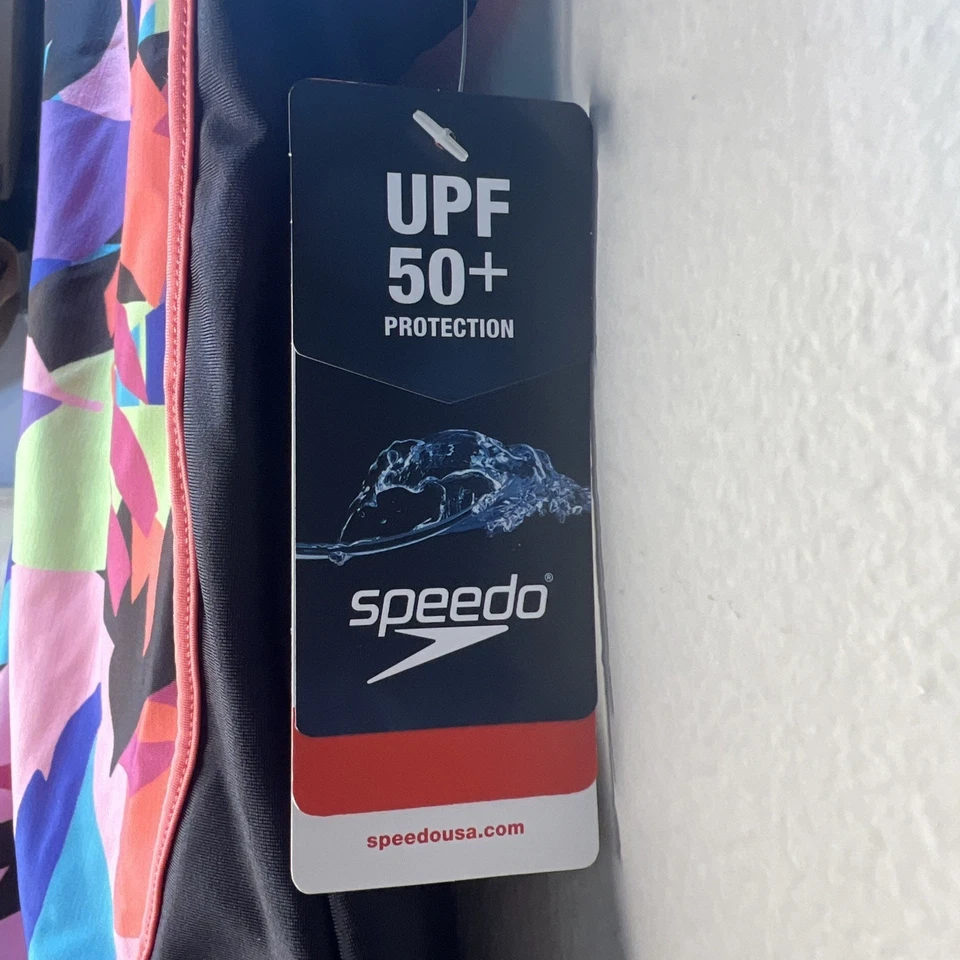 UPF
50+
PROTECTION
speedo®
speedousa.com